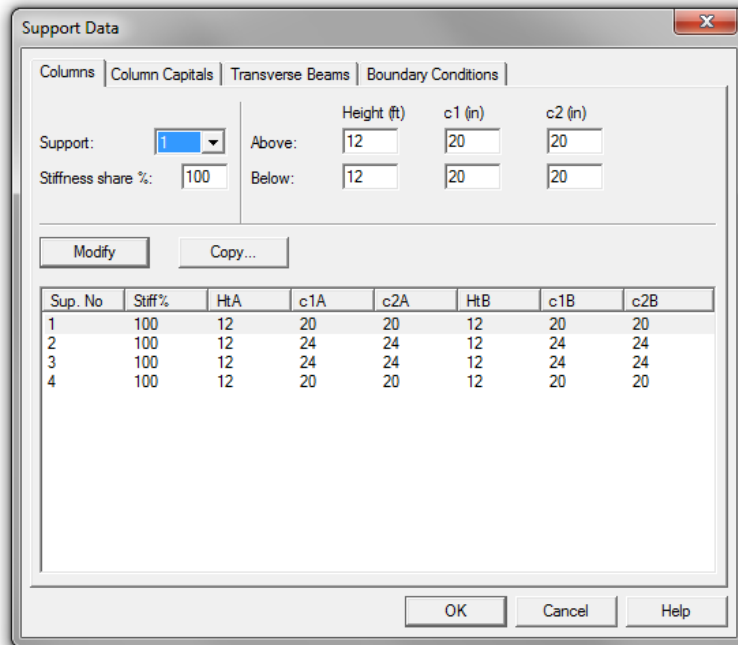 Support Data
Columns Column Capitals Transverse Beams Boundary Conditions
Height (ft) c1 (in) c2 (in)
Support: 1 Above: 12 20 20
Stiffness share %: 100 Below: 12 20 20
Modify Copy...
Sup. No Stiff% HtA c1A c2A HtB c1B c2B
1 100 12 20 20 12 20 20
2 100 12 24 24 12 24 24
3 100 12 24 24 12 24 24
4 100 12 20 20 12 20 20
OK Cancel Help